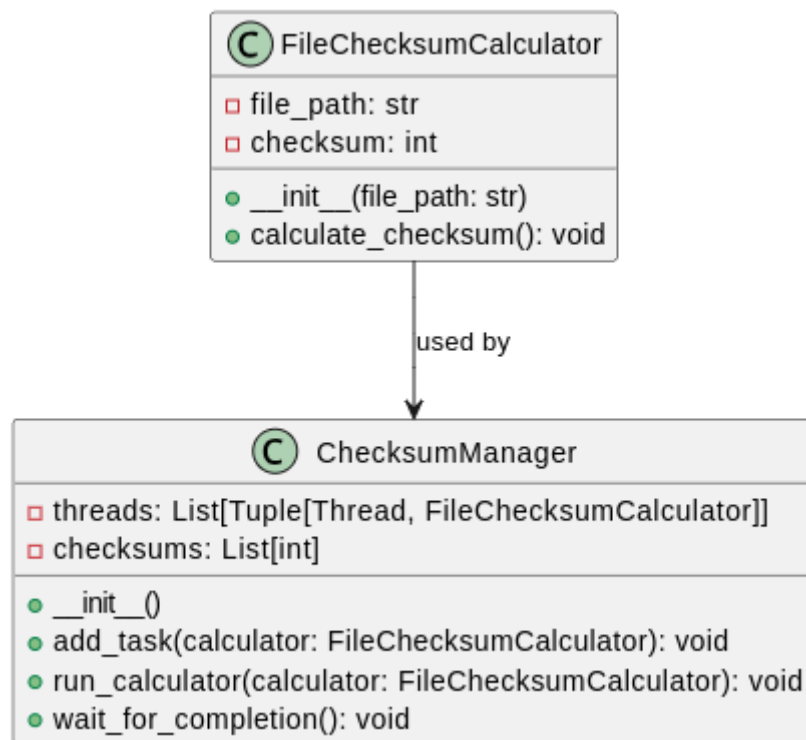 C FileChecksumCalculator
file_path: str
checksum: int
__init__(file_path: str)
calculate_checksum(): void
used by
C ChecksumManager
threads: List[Tuple[Thread, FileChecksumCalculator]]
checksums: List[int]
__init__()
add_task(calculator: FileChecksumCalculator): void
run_calculator(calculator: FileChecksumCalculator): void
wait_for_completion(): void